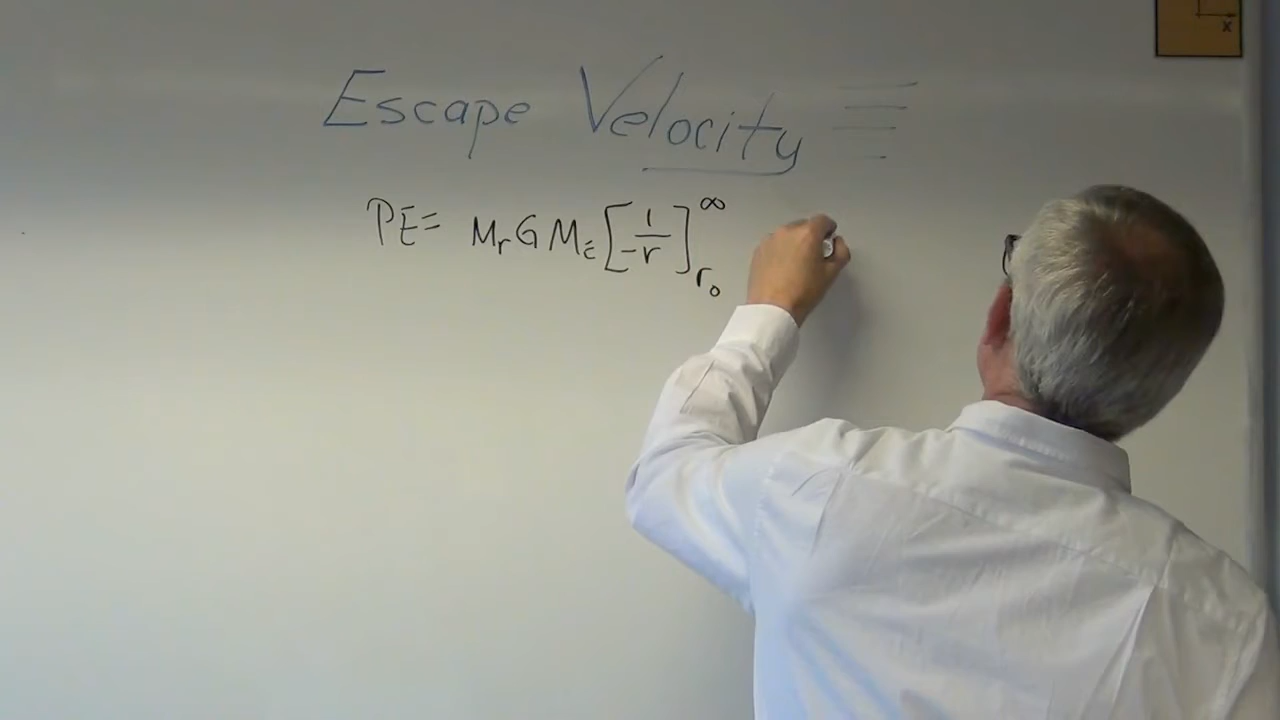 Escape Velocity
PE= MrGME[1/-r]∞r0
x